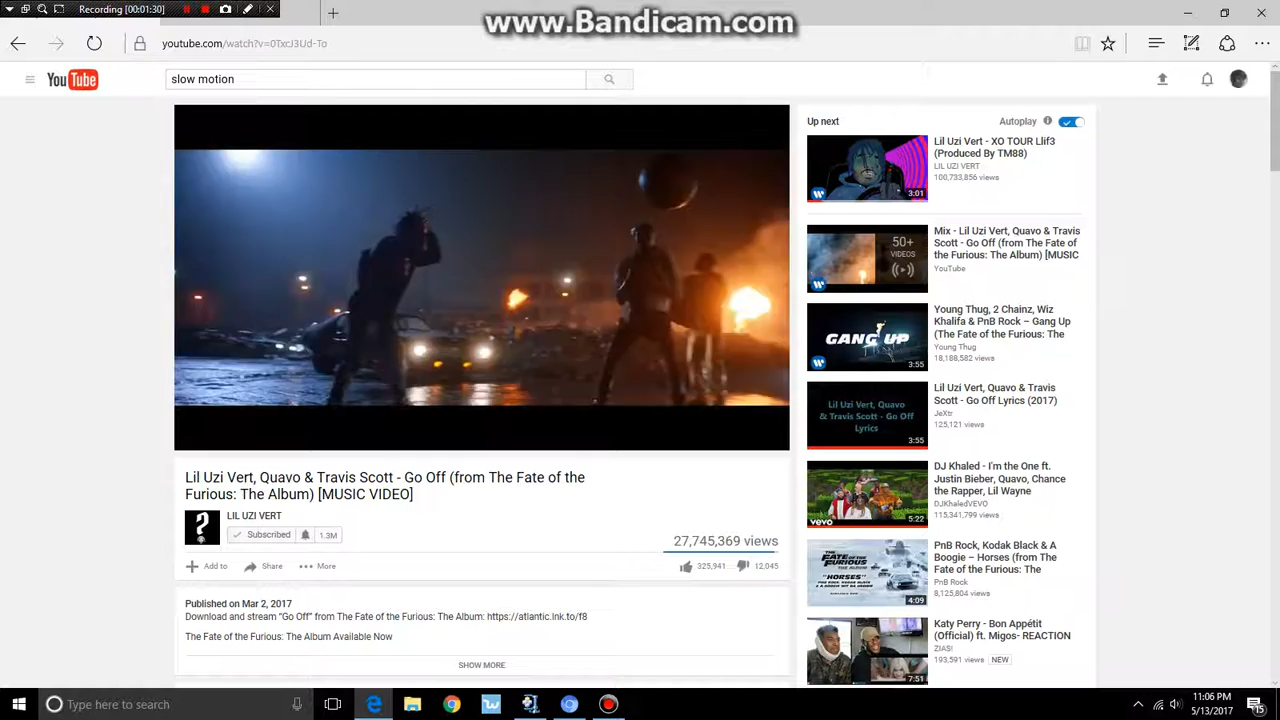 Recording [00:01:30]
www.Bandicam.com
youtube.com/watch?v=0TxcJ3Ud-To
YouTube
slow motion
Up next
Autoplay
Lil Uzi Vert - XO TOUR Llif3
(Produced By TM88)
LIL UZI VERT
100,733,856 views
3:01
Mix - Lil Uzi Vert, Quavo & Travis
Scott - Go Off (from The Fate of
the Furious: The Album) [MUSIC
YouTube
50+
VIDEOS
Young Thug, 2 Chainz, Wiz
Khalifa & PnB Rock – Gang Up
(The Fate of the Furious: The
Young Thug
18,188,582 views
GANG UP
3:55
Lil Uzi Vert, Quavo & Travis
Scott - Go Off Lyrics (2017)
JaXtr
125,121 views
Lil Uzi Vert, Quavo
& Travis Scott - Go Off
Lyrics
3:55
DJ Khaled - I'm the One ft.
Justin Bieber, Quavo, Chance
the Rapper, Lil Wayne
DJKhaledVEVO
115,341,799 views
vevo
5:22
PnB Rock, Kodak Black & A
Boogie – Horses (from The
Fate of the Furious: The
PnB Rock
8,125,804 views
"HORSES"
4:09
Katy Perry - Bon Appétit
(Official) ft. Migos- REACTION
ZIAS!
193,591 views NEW
7:51
Lil Uzi Vert, Quavo & Travis Scott - Go Off (from The Fate of the
Furious: The Album) [MUSIC VIDEO]
LIL UZI VERT
Subscribed 1.3M
27,745,369 views
Add to Share More 325,941 12,045
Published on Mar 2, 2017
Download and stream "Go Off" from The Fate of the Furious: The Album: https://atlantic.lnk.to/f8
The Fate of the Furious: The Album Available Now
SHOW MORE
Type here to search
11:06 PM
5/13/2017